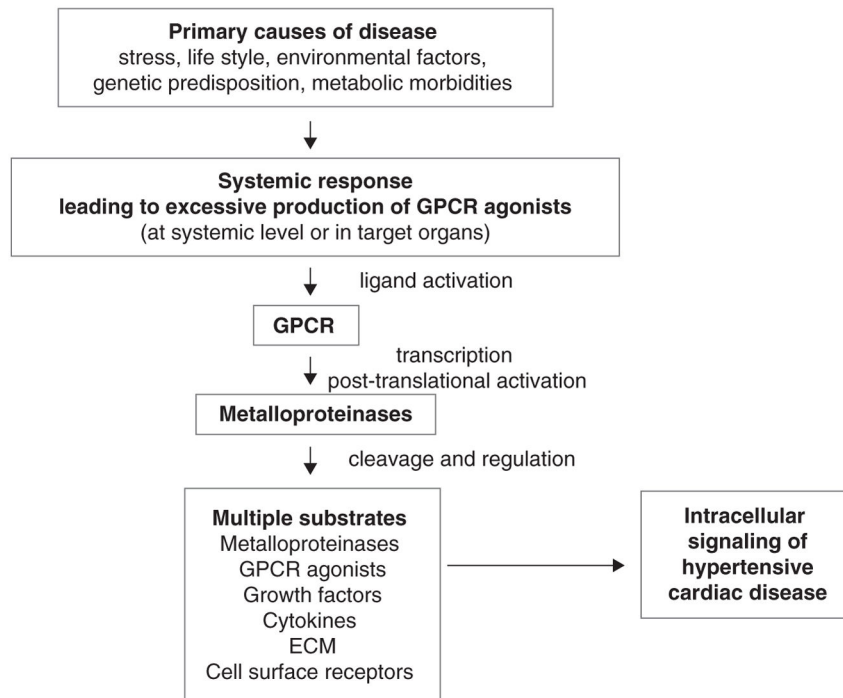 Primary causes of disease
stress, life style, environmental factors,
genetic predisposition, metabolic morbidities
Systemic response
leading to excessive production of GPCR agonists
(at systemic level or in target organs)
ligand activation
GPCR
transcription
post-translational activation
Metalloproteinases
cleavage and regulation
Multiple substrates
Metalloproteinases
GPCR agonists
Growth factors
Cytokines
ECM
Cell surface receptors
Intracellular
signaling of
hypertensive
cardiac disease